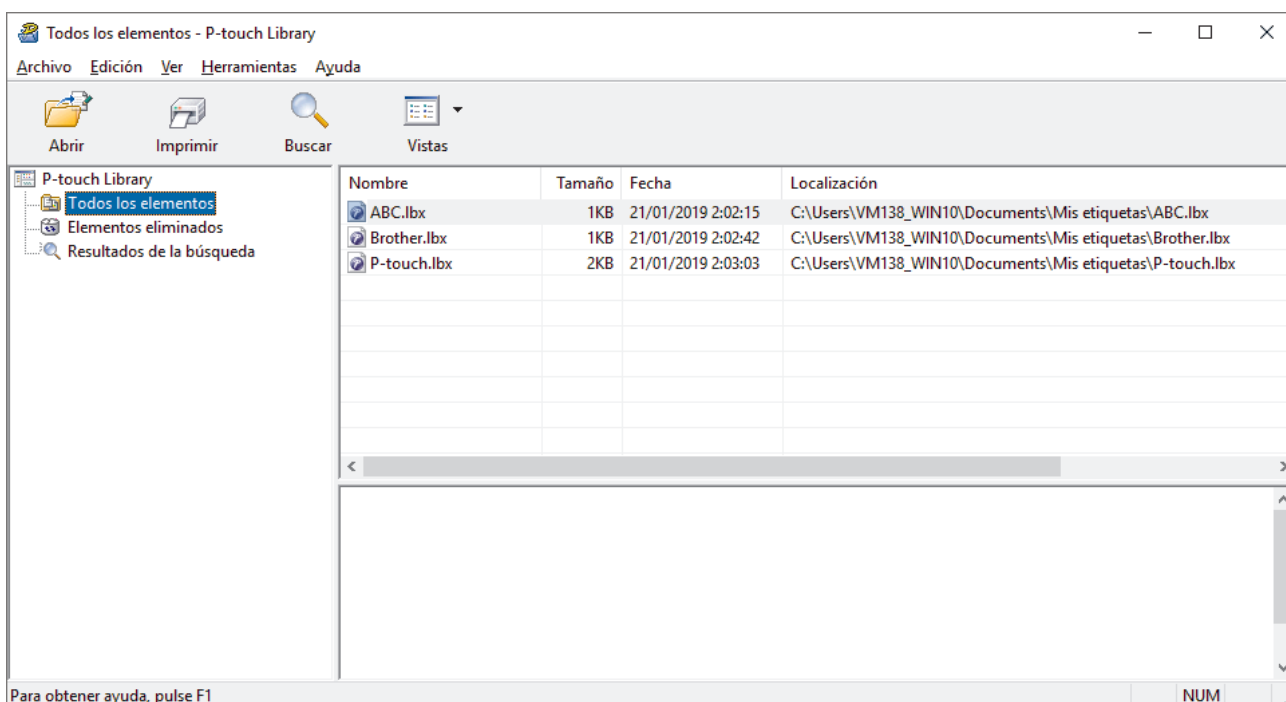 Todos los elementos - P-touch Library
Archivo Edición Ver Herramientas Ayuda
Abrir Imprimir Buscar Vistas
P-touch Library
Todos los elementos
Elementos eliminados
Resultados de la búsqueda
Nombre Tamaño Fecha Localización
ABC.lbx 1KB 21/01/2019 2:02:15 C:\Users\VM138_WIN10\Documents\Mis etiquetas\ABC.lbx
Brother.lbx 1KB 21/01/2019 2:02:42 C:\Users\VM138_WIN10\Documents\Mis etiquetas\Brother.lbx
P-touch.lbx 2KB 21/01/2019 2:03:03 C:\Users\VM138_WIN10\Documents\Mis etiquetas\P-touch.lbx
Para obtener ayuda, pulse F1 NUM